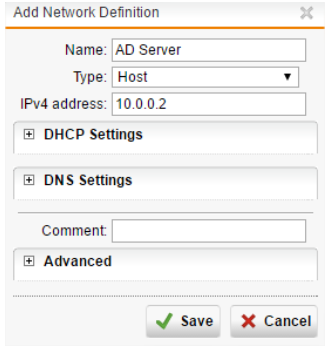 Add Network Definition
Name: AD Server
Type: Host
IPv4 address: 10.0.0.2
DHCP Settings
DNS Settings
Comment:
Advanced
Save Cancel